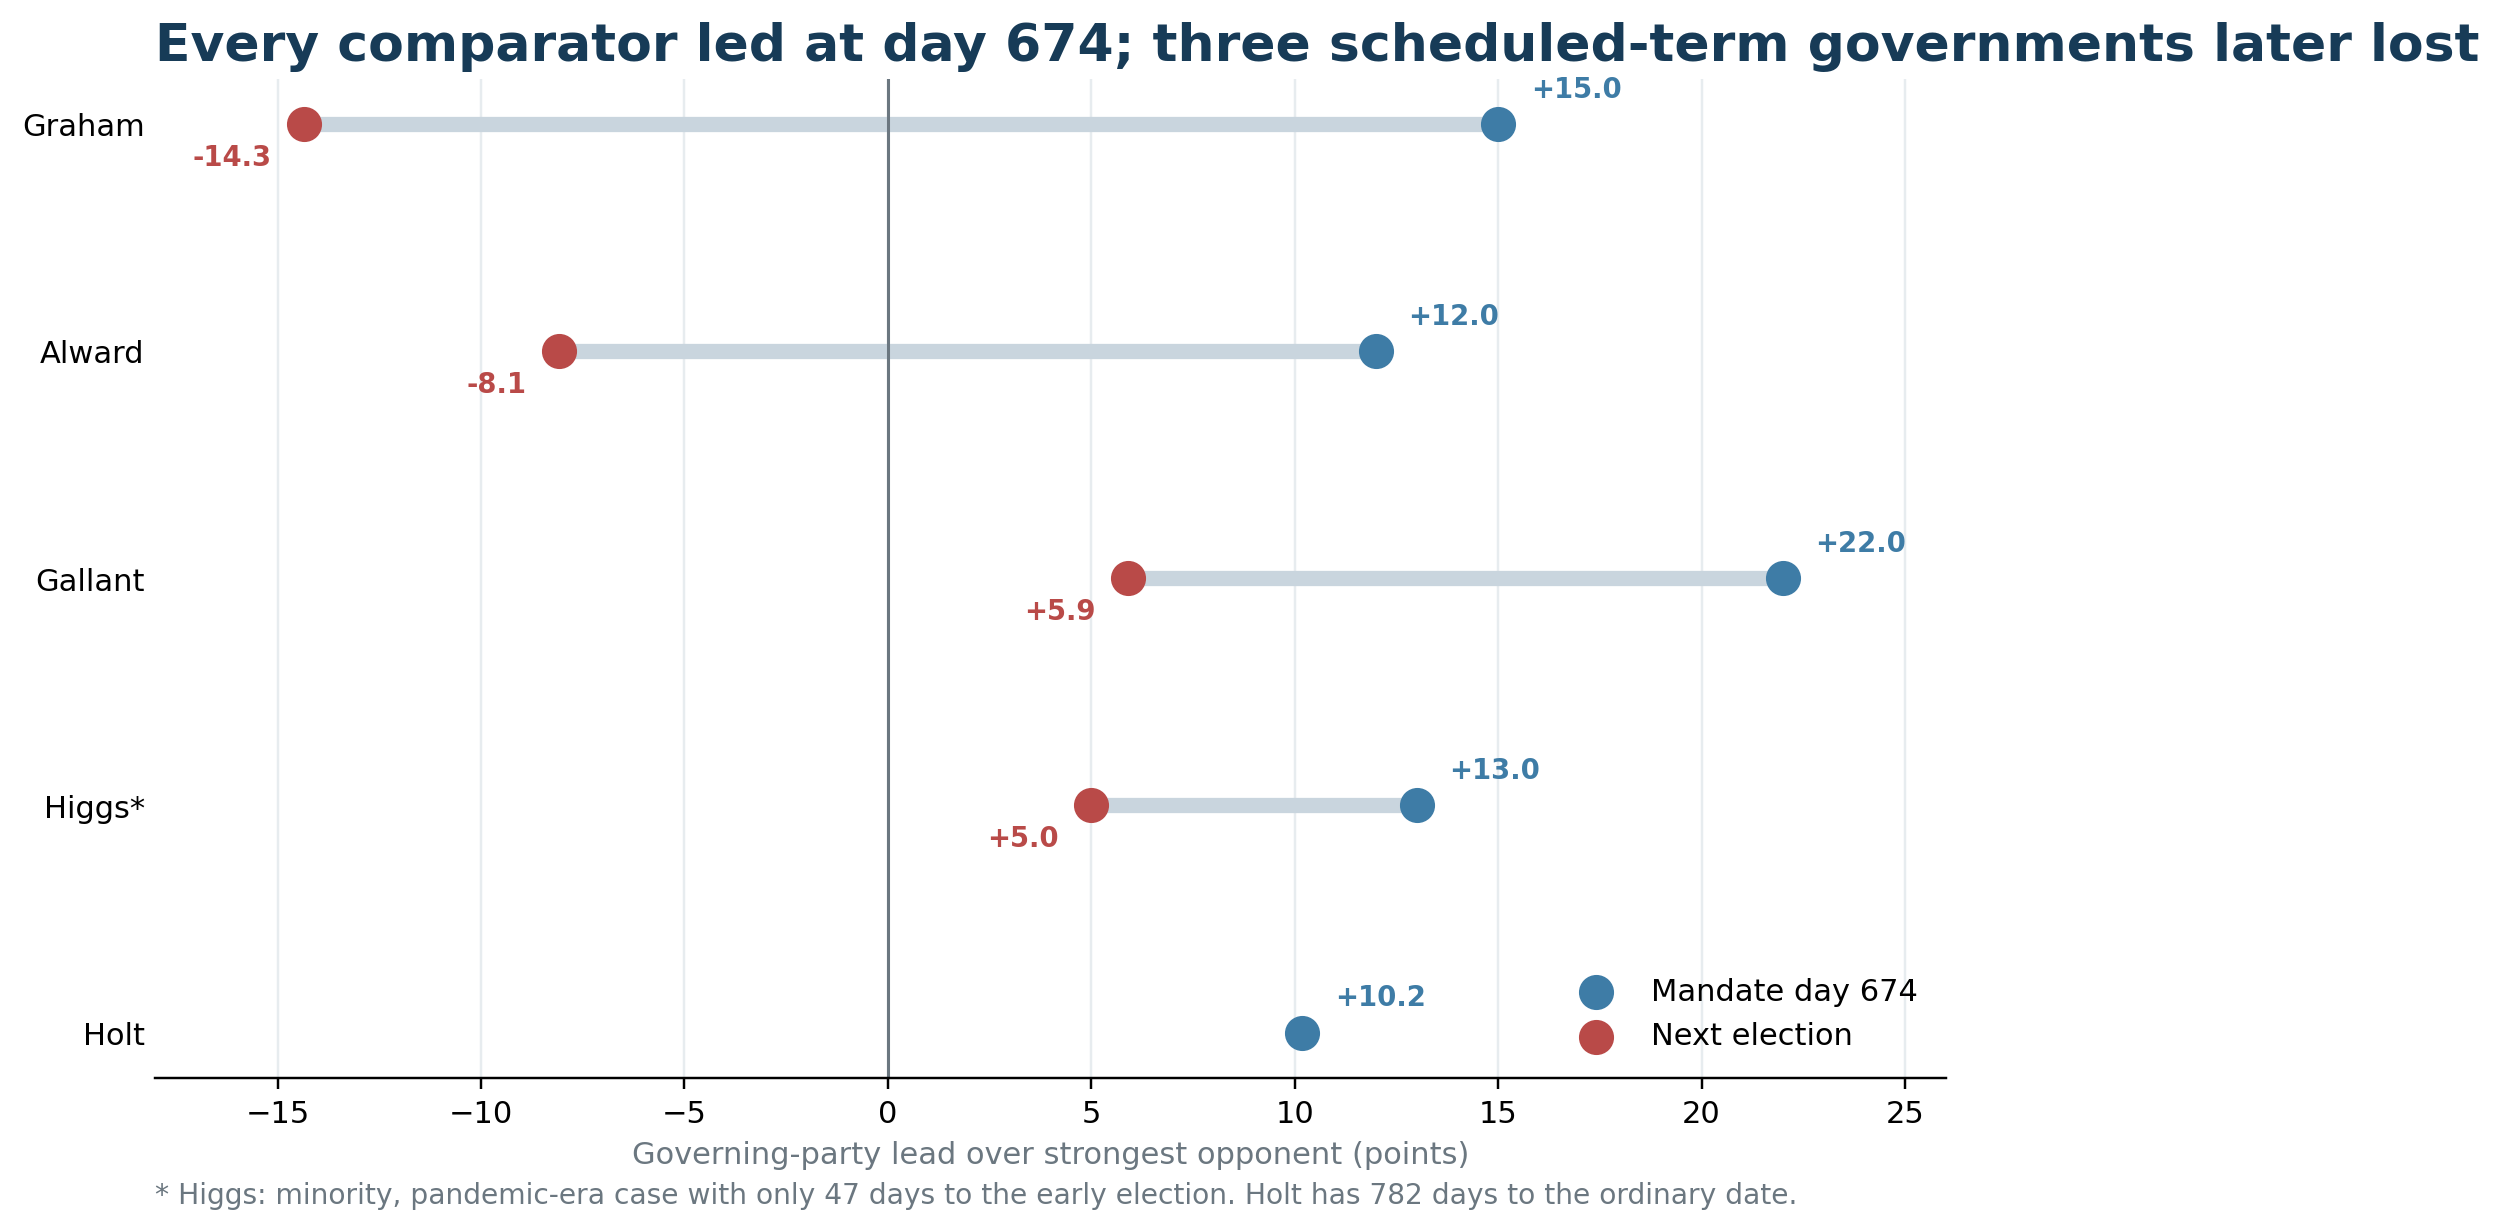 Every comparator led at day 674; three scheduled-term governments later lost
+15.0
Graham
-14.3
+12.0
Alward
-8.1
+22.0
Gallant
+5.9
+13.0
Higgs*
+5.0
+10.2
Holt
Mandate day 674
Next election
−15 −10 −5 0 5 10 15 20 25
Governing-party lead over strongest opponent (points)
* Higgs: minority, pandemic-era case with only 47 days to the early election. Holt has 782 days to the ordinary date.